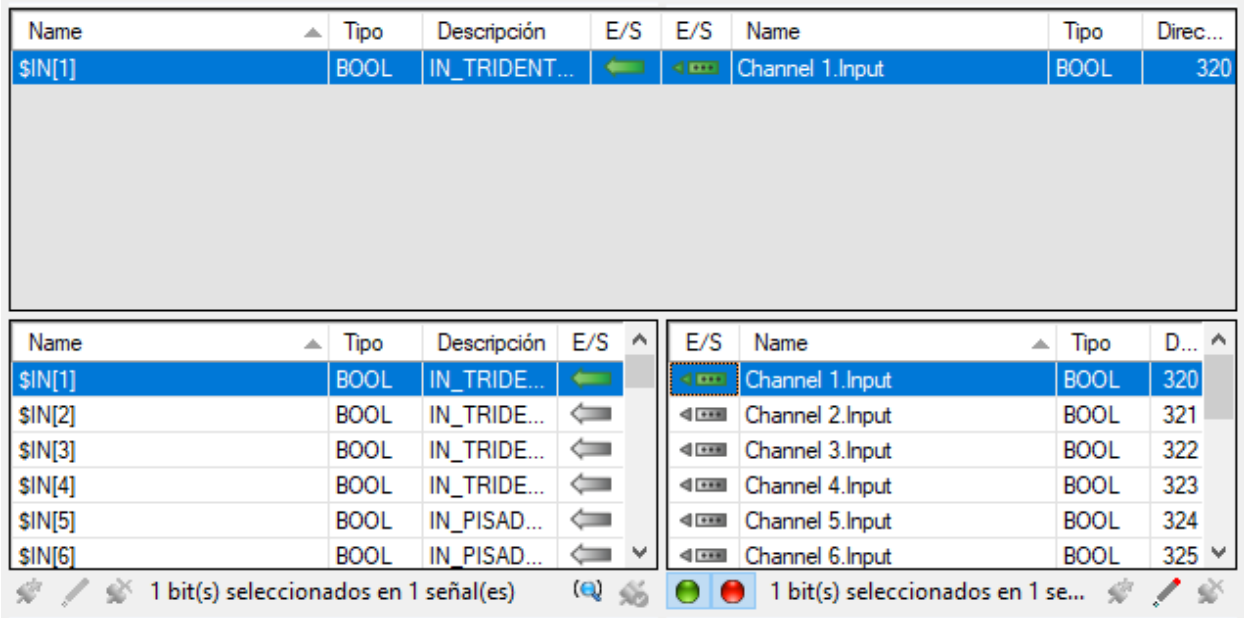 Name Tipo Descripción E/S E/S Name Tipo Direc...
$IN[1] BOOL IN_TRIDENT... Channel 1.Input BOOL 320
Name Tipo Descripción E/S
$IN[1] BOOL IN_TRIDE...
$IN[2] BOOL IN_TRIDE...
$IN[3] BOOL IN_TRIDE...
$IN[4] BOOL IN_TRIDE...
$IN[5] BOOL IN_PISAD...
$IN[6] BOOL IN_PISAD...
1 bit(s) seleccionados en 1 señal(es)
E/S Name Tipo D...
Channel 1.Input BOOL 320
Channel 2.Input BOOL 321
Channel 3.Input BOOL 322
Channel 4.Input BOOL 323
Channel 5.Input BOOL 324
Channel 6.Input BOOL 325
1 bit(s) seleccionados en 1 se...